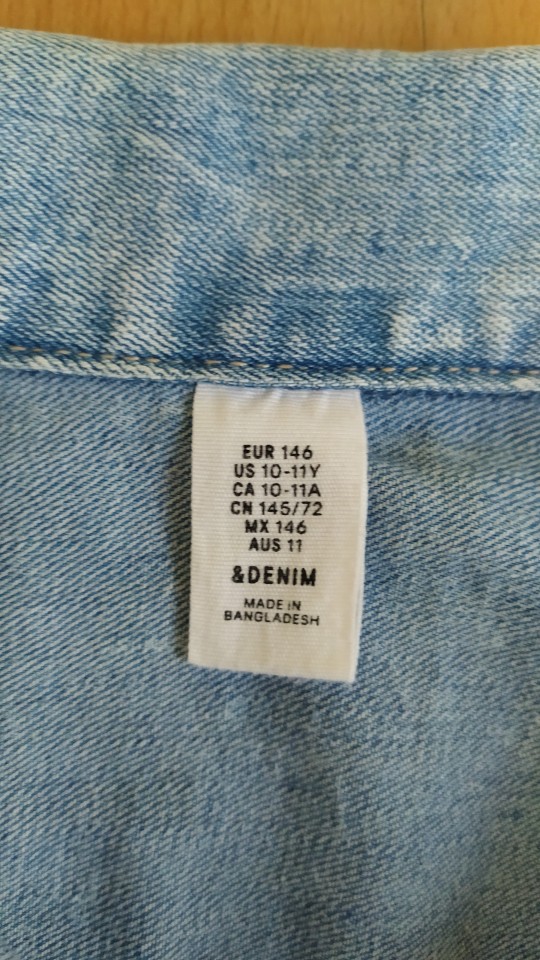 EUR 146
US 10-11Y
CA 10-11A
CN 145/72
MX 146
AUS 11
&DENIM
MADE IN
BANGLADESH